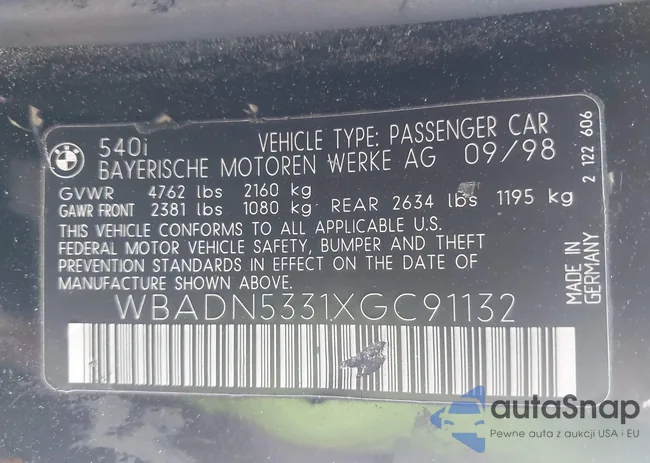 540i VEHICLE TYPE: PASSENGER CAR
BAYERISCHE MOTOREN WERKE AG 09/98
GVWR 4762 lbs 2160 kg
GAWR FRONT 2381 lbs 1080 kg REAR 2634 lbs 1195 kg
THIS VEHICLE CONFORMS TO ALL APPLICABLE U.S.
FEDERAL MOTOR VEHICLE SAFETY, BUMPER AND THEFT
PREVENTION STANDARDS IN EFFECT ON THE DATE OF
MANUFACTURE SHOWN ABOVE.
WBADN5331XGC91132
MADE IN GERMANY 2 122 606
autaSnap
Pewne auta z aukcji USA i EU